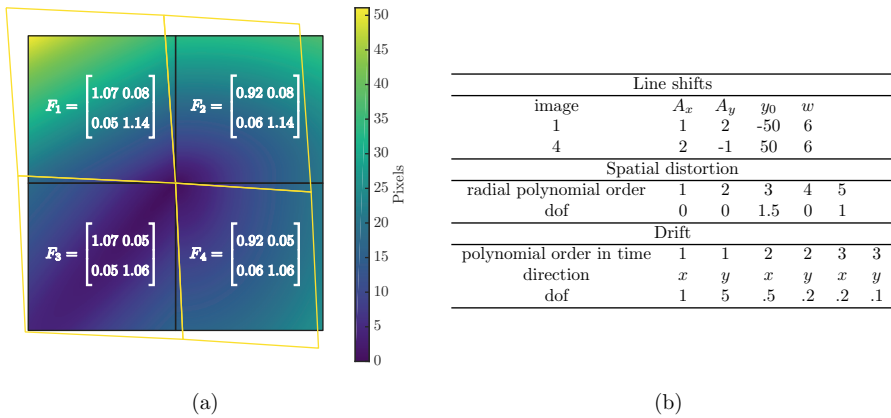 F₁ = [1.07 0.08
0.05 1.14]
F₂ = [0.92 0.08
0.06 1.14]
F₃ = [1.07 0.05
0.05 1.06]
F₄ = [0.92 0.05
0.06 1.06]
50
45
40
35
30
25
20
15
10
5
0
Pixels
(a)
Line shifts
image Aₓ A_y y₀ w
1 1 2 -50 6
4 2 -1 50 6
Spatial distortion
radial polynomial order 1 2 3 4 5
dof 0 0 1.5 0 1
Drift
polynomial order in time 1 1 2 2 3 3
direction x y x y x y
dof 1 5 .5 .2 .2 .1
(b)